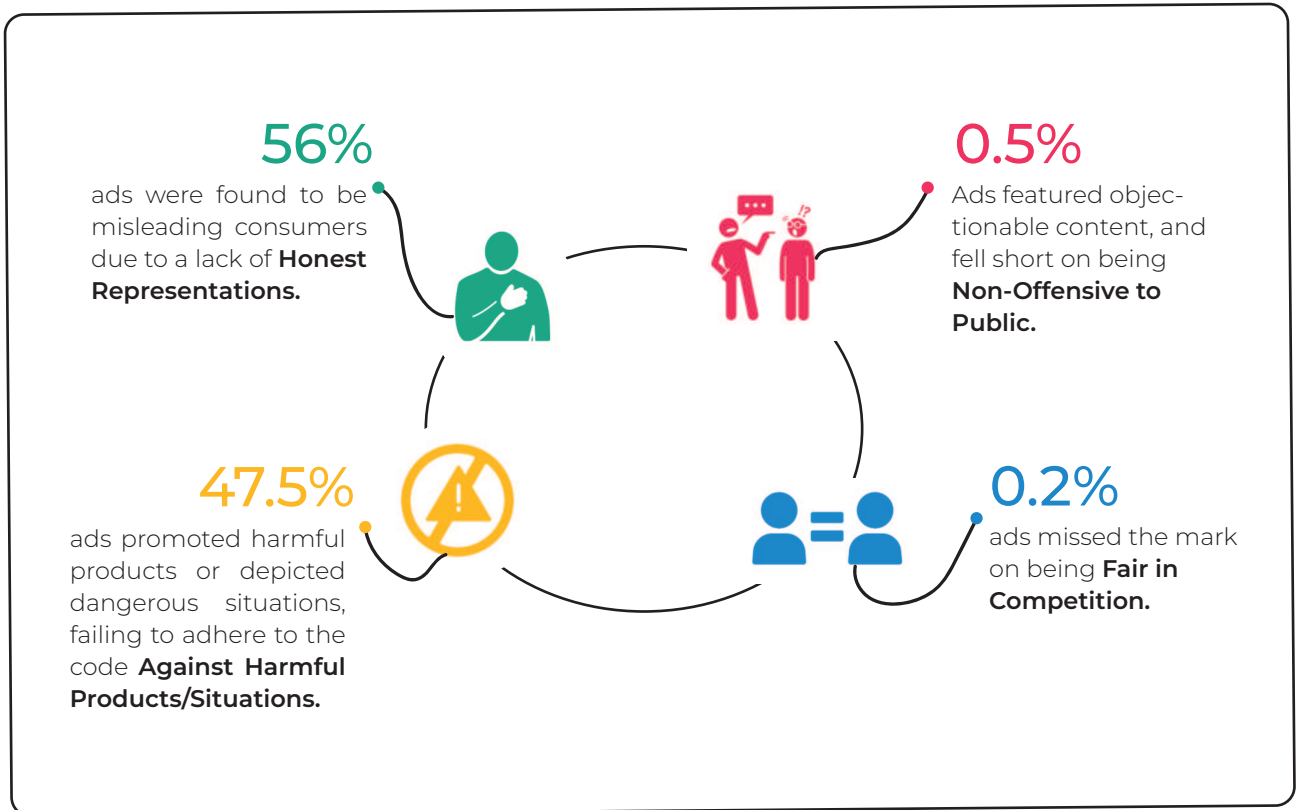 56%
ads were found to be
misleading consumers
due to a lack of Honest
Representations.
0.5%
Ads featured objec-
tionable content, and
fell short on being
Non-Offensive to
Public.
!?
47.5%
ads promoted harmful
products or depicted
dangerous situations,
failing to adhere to the
code Against Harmful
Products/Situations.
0.2%
ads missed the mark
on being Fair in
Competition.